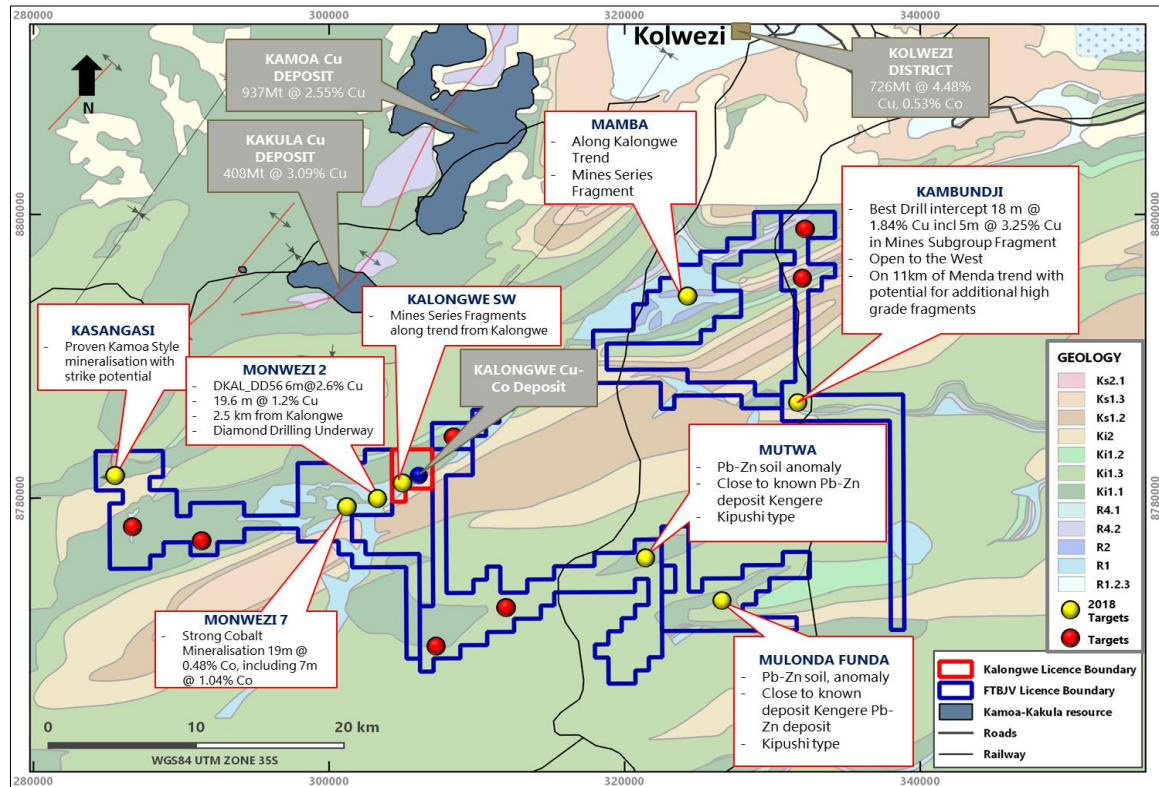 280000
300000
320000
340000
Kolwezi
KAMOA Cu
DEPOSIT
937Mt @ 2.55% Cu
KOLWEZI
DISTRICT
726Mt @ 4.48%
Cu, 0.53% Co
N
KAKULA Cu
DEPOSIT
408Mt @ 3.09% Cu
MAMBA
- Along Kalongwe
Trend
- Mines Series
Fragment
KAMBUNDJI
- Best Drill intercept 18 m @
1.84% Cu incl 5m @ 3.25% Cu
in Mines Subgroup Fragment
- Open to the West
- On 11km of Menda trend with
potential for additional high
grade fragments
8800000
8800000
KASANGASI
- Proven Kamoa Style
mineralisation with
strike potential
KALONGWE SW
- Mines Series Fragments
along trend from Kalongwe
MONWEZI 2
- DKAL_DD56 6m@2.6% Cu
- 19.6 m @ 1.2% Cu
- 2.5 km from Kalongwe
- Diamond Drilling Underway
KALONGWE Cu-
Co Deposit
MUTWA
- Pb-Zn soil anomaly
- Close to known Pb-Zn
deposit Kengere
- Kipushi type
8780000
8780000
MONWEZI 7
- Strong Cobalt
Mineralisation 19m @
0.48% Co, including 7m
@ 1.04% Co
MULONDA FUNDA
- Pb-Zn soil, anomaly
- Close to known
deposit Kengere Pb-
Zn deposit
- Kipushi type
GEOLOGY
Ks2.1
Ks1.3
Ks1.2
Ki2
Ki1.2
Ki1.3
Ki1.1
R4.1
R4.2
R2
R1
R1.2.3
2018
Targets
Targets
Kalongwe Licence Boundary
FTBJV Licence Boundary
Kamoa-Kakula resource
Roads
Railway
0 10 20 km
WGS84 UTM ZONE 35S
280000
300000
320000
340000